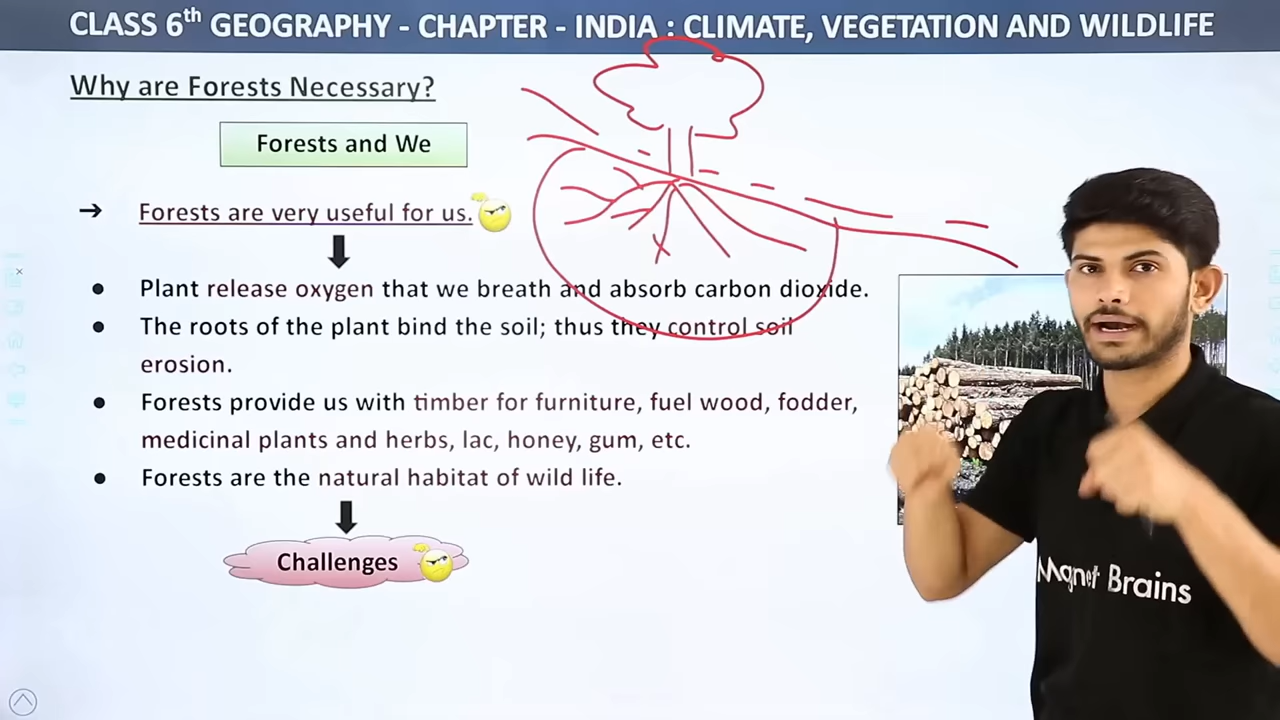 CLASS 6th GEOGRAPHY - CHAPTER - INDIA : CLIMATE, VEGETATION AND WILDLIFE
Why are Forests Necessary?
Forests and We
→ Forests are very useful for us.
● Plant release oxygen that we breath and absorb carbon dioxide.
● The roots of the plant bind the soil; thus they control soil
erosion.
● Forests provide us with timber for furniture, fuel wood, fodder,
medicinal plants and herbs, lac, honey, gum, etc.
● Forests are the natural habitat of wild life.
Challenges
Magnet Brains